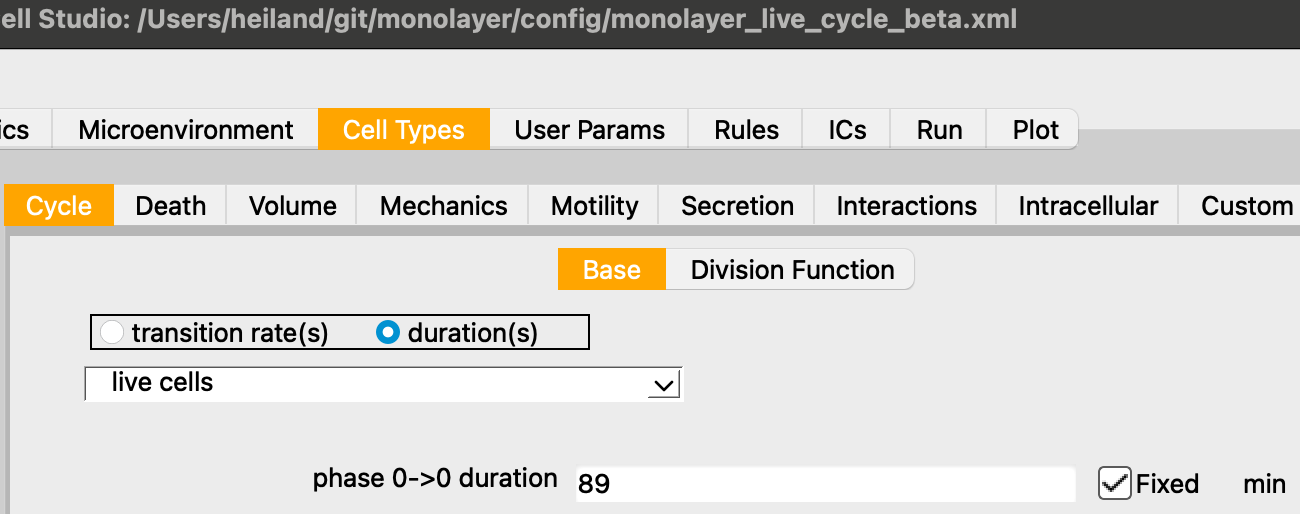 ell Studio: /Users/heiland/git/monolayer/config/monolayer_live_cycle_beta.xml
ics Microenvironment Cell Types User Params Rules ICs Run Plot
Cycle Death Volume Mechanics Motility Secretion Interactions Intracellular Custom
Base Division Function
transition rate(s) duration(s)
live cells
phase 0->0 duration 89 Fixed min